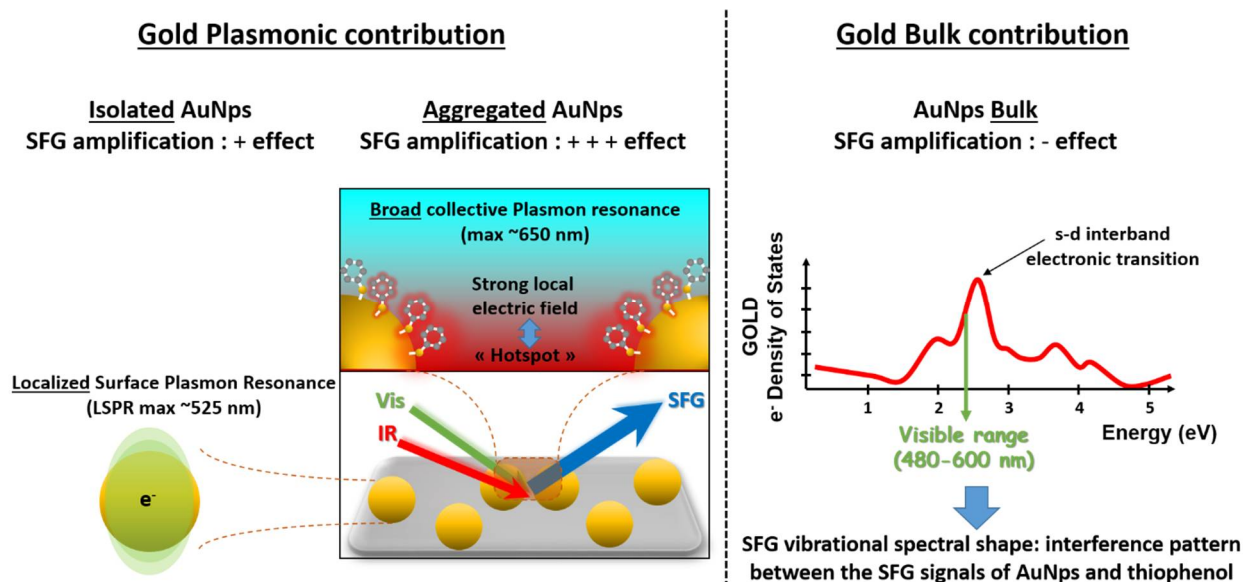 Gold Plasmonic contribution
Isolated AuNps
SFG amplification : + effect
Aggregated AuNps
SFG amplification : + + + effect
Broad collective Plasmon resonance
(max ~650 nm)
Strong local
electric field
« Hotspot »
Localized Surface Plasmon Resonance
(LSPR max ~525 nm)
e-
Vis
IR
SFG
Gold Bulk contribution
AuNps Bulk
SFG amplification : - effect
s-d interband
electronic transition
GOLD
e- Density of States
1 2 3 4 5
Energy (eV)
Visible range
(480-600 nm)
SFG vibrational spectral shape: interference pattern
between the SFG signals of AuNps and thiophenol